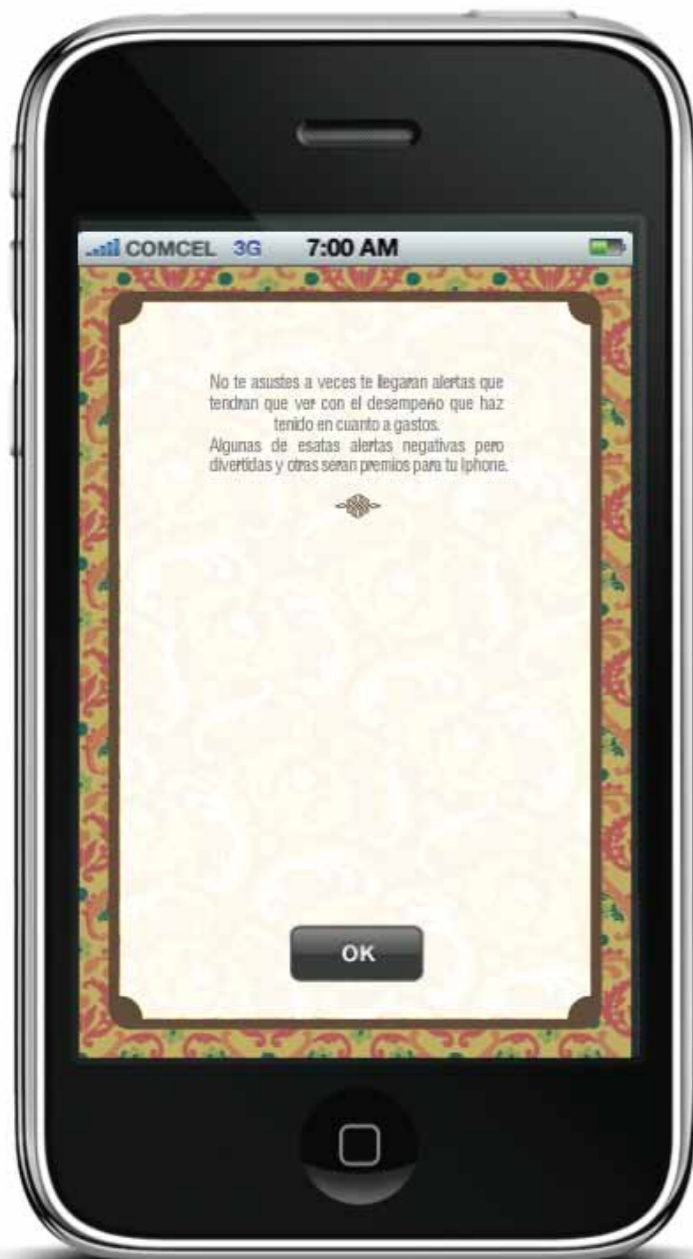 COMCEL 3G 7:00 AM
No te asustes a veces te llegaran alertas que
tendran que ver con el desempeño que haz
tenido en cuanto a gastos.
Algunas de esatas alertas negativas pero
divertidas y otras seran premios para tu Iphone.
OK